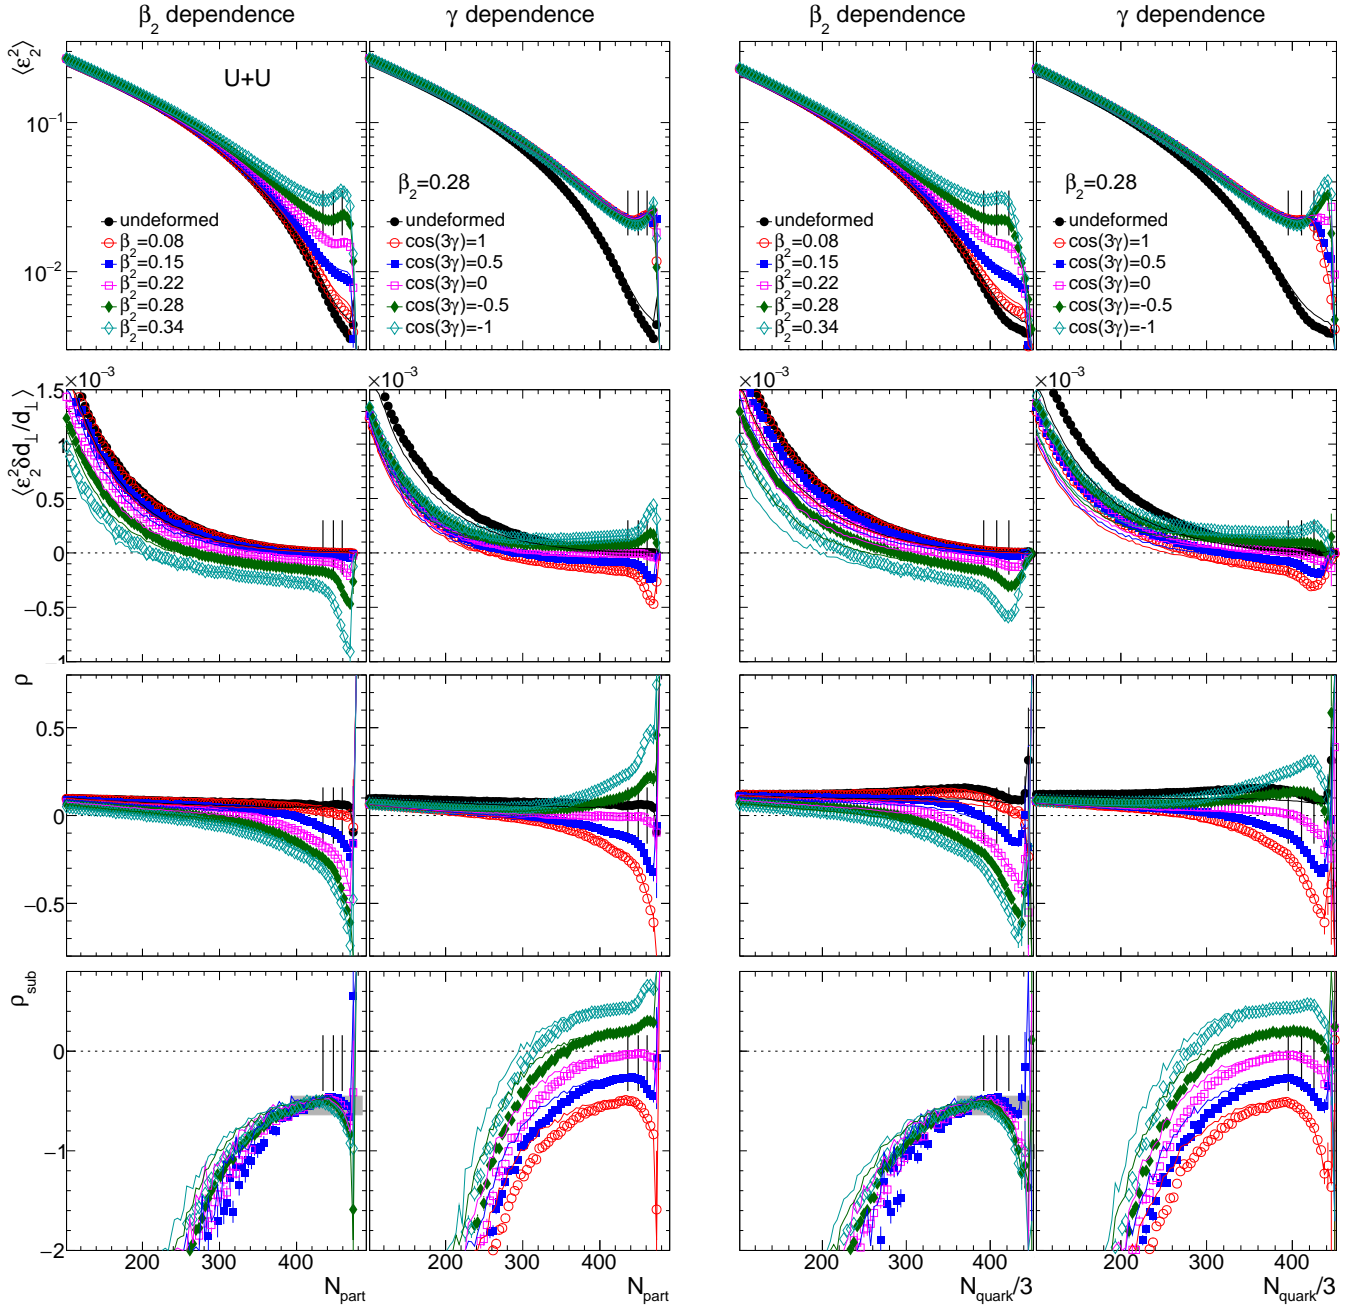 β₂ dependence γ dependence β₂ dependence γ dependence
⟨ε₂²⟩
U+U
10⁻¹
10⁻²
β₂=0.28
β₂=0.28
undeformed
β₂=0.08
β₂=0.15
β₂=0.22
β₂=0.28
β₂=0.34
undeformed
cos(3γ)=1
cos(3γ)=0.5
cos(3γ)=0
cos(3γ)=-0.5
cos(3γ)=-1
undeformed
β₂=0.08
β₂=0.15
β₂=0.22
β₂=0.28
β₂=0.34
undeformed
cos(3γ)=1
cos(3γ)=0.5
cos(3γ)=0
cos(3γ)=-0.5
cos(3γ)=-1
×10⁻³ ×10⁻³ ×10⁻³ ×10⁻³
⟨ε₂²δd⊥/d⊥⟩
1.5
1
0.5
0
−0.5
ρ
0.5
0
−0.5
ρsub
0
−1
−2
200 300 400 200 300 400 200 300 400 200 300 400
Npart Npart Nquark/3 Nquark/3